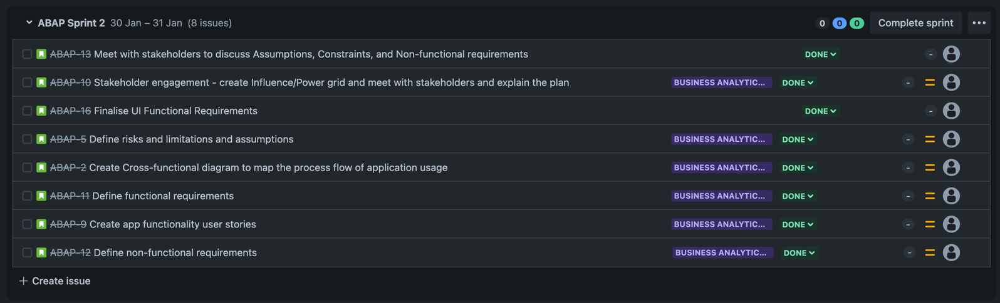 ABAP Sprint 2 30 Jan – 31 Jan (8 issues) 0 0 0 Complete sprint
ABAP-13 Meet with stakeholders to discuss Assumptions, Constraints, and Non-functional requirements DONE -
ABAP-10 Stakeholder engagement - create Influence/Power grid and meet with stakeholders and explain the plan BUSINESS ANALYTIC... DONE -
ABAP-16 Finalise UI Functional Requirements DONE -
ABAP-5 Define risks and limitations and assumptions BUSINESS ANALYTIC... DONE -
ABAP-2 Create Cross-functional diagram to map the process flow of application usage BUSINESS ANALYTIC... DONE -
ABAP-11 Define functional requirements BUSINESS ANALYTIC... DONE -
ABAP-9 Create app functionality user stories BUSINESS ANALYTIC... DONE -
ABAP-12 Define non-functional requirements BUSINESS ANALYTIC... DONE -
+ Create issue